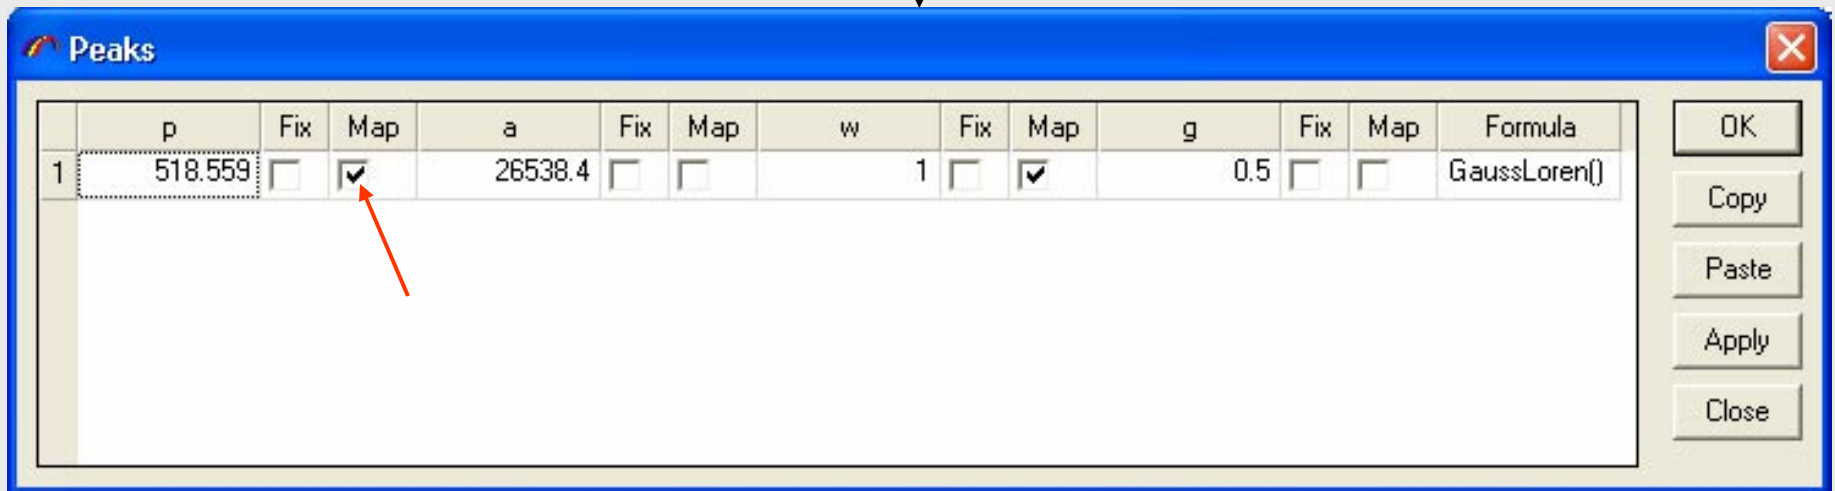 Peaks
p Fix Map a Fix Map w Fix Map g Fix Map Formula
1 518.559 26538.4 1 0.5 GaussLoren()
OK
Copy
Paste
Apply
Close